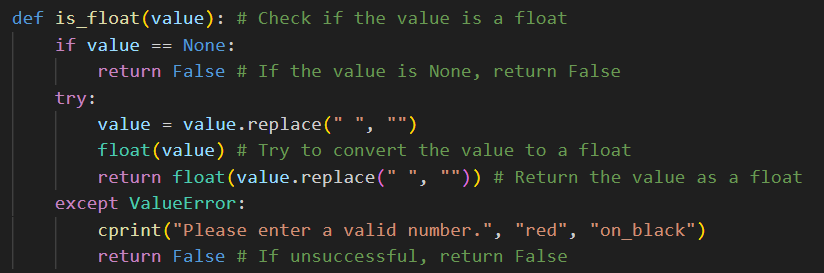 def is_float(value): # Check if the value is a float
    if value == None:
        return False # If the value is None, return False
    try:
        value = value.replace(" ", "")
        float(value) # Try to convert the value to a float
        return float(value.replace(" ", "")) # Return the value as a float
    except ValueError:
        cprint("Please enter a valid number.", "red", "on_black")
        return False # If unsuccessful, return False